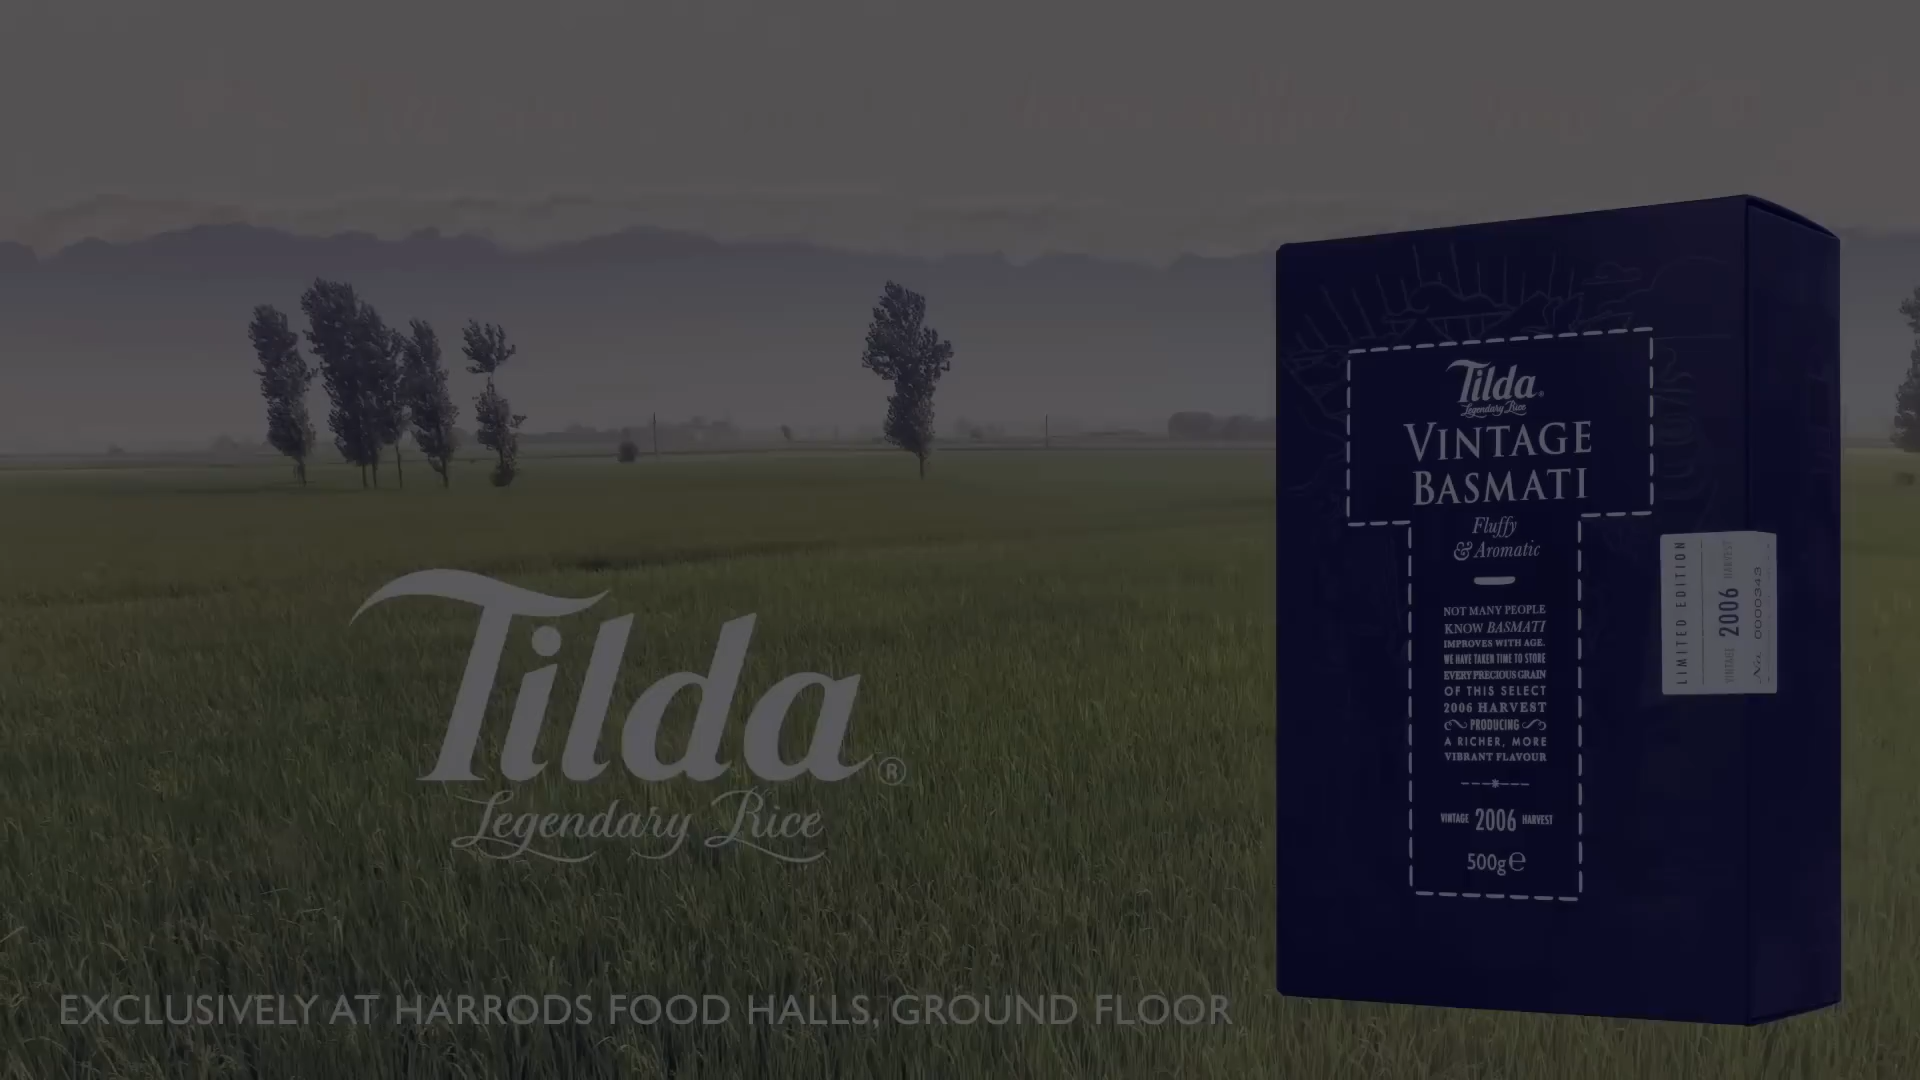 Tilda®
Legendary Rice
EXCLUSIVELY AT HARRODS FOOD HALLS, GROUND FLOOR
Tilda®
Legendary Rice
VINTAGE
BASMATI
Fluffy
& Aromatic
NOT MANY PEOPLE
KNOW BASMATI
IMPROVES WITH AGE.
WE HAVE TAKEN TIME TO STORE
EVERY PRECIOUS GRAIN
OF THIS SELECT
2006 HARVEST
PRODUCING
A RICHER, MORE
VIBRANT FLAVOUR
VINTAGE 2006 HARVEST
500g℮
LIMITED EDITION
VINTAGE 2006 HARVEST
No. 0000343